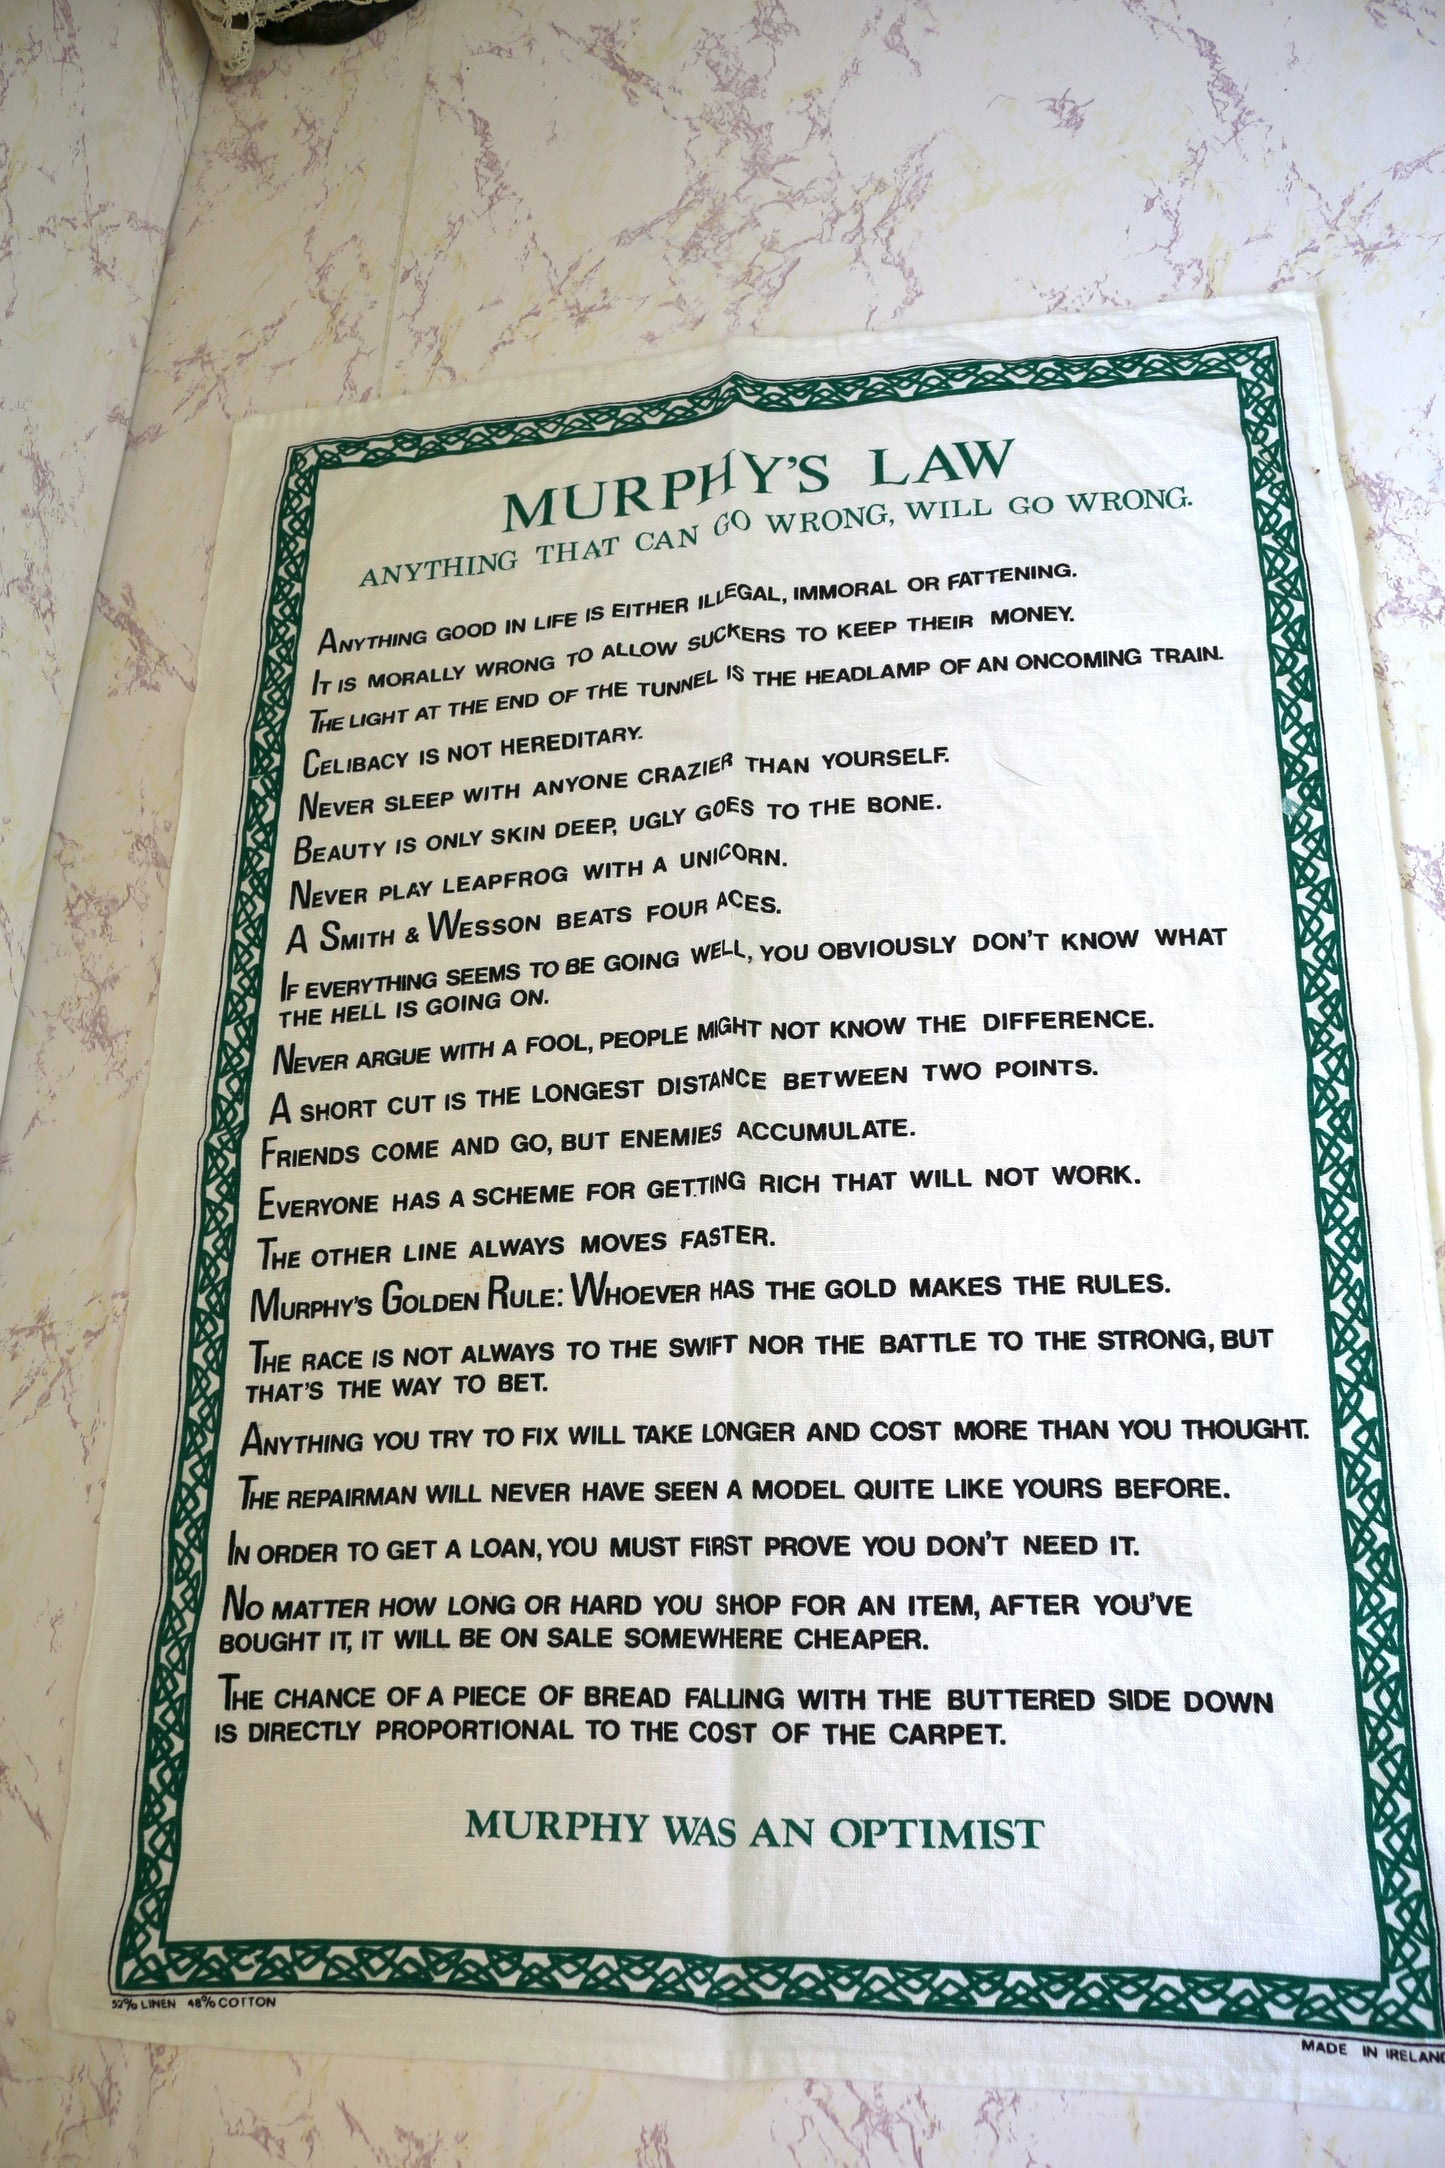 MURPHY'S LAW
ANYTHING THAT CAN GO WRONG, WILL GO WRONG.
ANYTHING GOOD IN LIFE IS EITHER ILLEGAL, IMMORAL OR FATTENING.
IT IS MORALLY WRONG TO ALLOW SUCKERS TO KEEP THEIR MONEY.
THE LIGHT AT THE END OF THE TUNNEL IS THE HEADLAMP OF AN ONCOMING TRAIN.
CELIBACY IS NOT HEREDITARY.
NEVER SLEEP WITH ANYONE CRAZIER THAN YOURSELF.
BEAUTY IS ONLY SKIN DEEP, UGLY GOES TO THE BONE.
NEVER PLAY LEAPFROG WITH A UNICORN.
A SMITH & WESSON BEATS FOUR ACES.
IF EVERYTHING SEEMS TO BE GOING WELL, YOU OBVIOUSLY DON'T KNOW WHAT
THE HELL IS GOING ON.
NEVER ARGUE WITH A FOOL, PEOPLE MIGHT NOT KNOW THE DIFFERENCE.
A SHORT CUT IS THE LONGEST DISTANCE BETWEEN TWO POINTS.
FRIENDS COME AND GO, BUT ENEMIES ACCUMULATE.
EVERYONE HAS A SCHEME FOR GETTING RICH THAT WILL NOT WORK.
THE OTHER LINE ALWAYS MOVES FASTER.
MURPHY'S GOLDEN RULE: WHOEVER HAS THE GOLD MAKES THE RULES.
THE RACE IS NOT ALWAYS TO THE SWIFT NOR THE BATTLE TO THE STRONG, BUT
THAT'S THE WAY TO BET.
ANYTHING YOU TRY TO FIX WILL TAKE LONGER AND COST MORE THAN YOU THOUGHT.
THE REPAIRMAN WILL NEVER HAVE SEEN A MODEL QUITE LIKE YOURS BEFORE.
IN ORDER TO GET A LOAN, YOU MUST FIRST PROVE YOU DON'T NEED IT.
NO MATTER HOW LONG OR HARD YOU SHOP FOR AN ITEM, AFTER YOU'VE
BOUGHT IT, IT WILL BE ON SALE SOMEWHERE CHEAPER.
THE CHANCE OF A PIECE OF BREAD FALLING WITH THE BUTTERED SIDE DOWN
IS DIRECTLY PROPORTIONAL TO THE COST OF THE CARPET.
MURPHY WAS AN OPTIMIST
52% LINEN 48% COTTON
MADE IN IRELAND